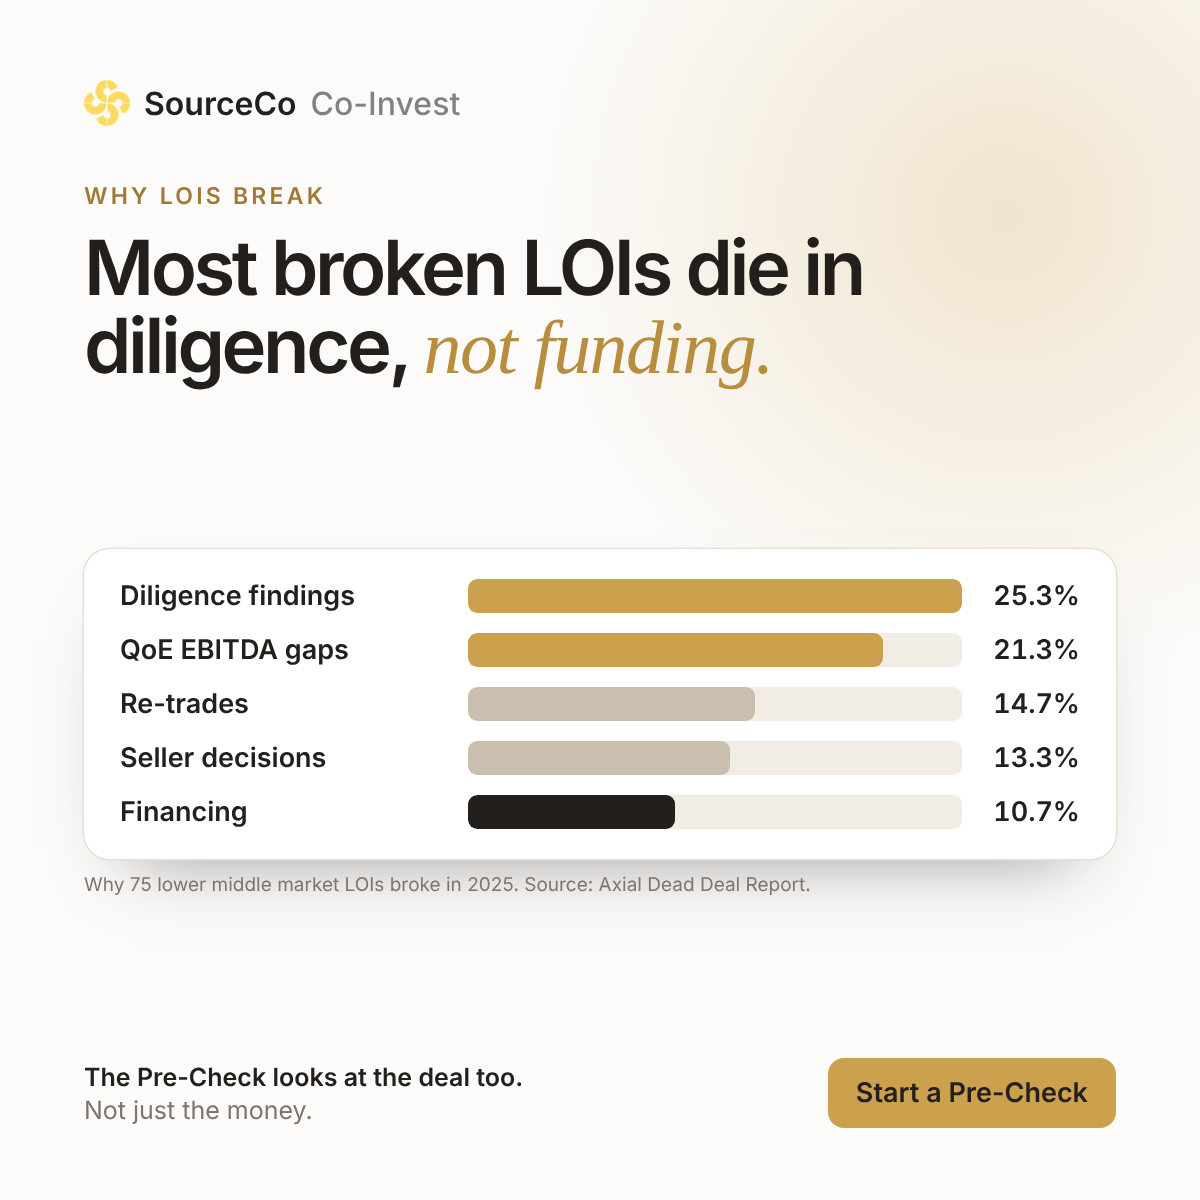 SourceCo Co-Invest
WHY LOIS BREAK
Most broken LOIs die in
diligence, not funding.
Diligence findings 25.3%
QoE EBITDA gaps 21.3%
Re-trades 14.7%
Seller decisions 13.3%
Financing 10.7%
Why 75 lower middle market LOIs broke in 2025. Source: Axial Dead Deal Report.
The Pre-Check looks at the deal too.
Not just the money.
Start a Pre-Check